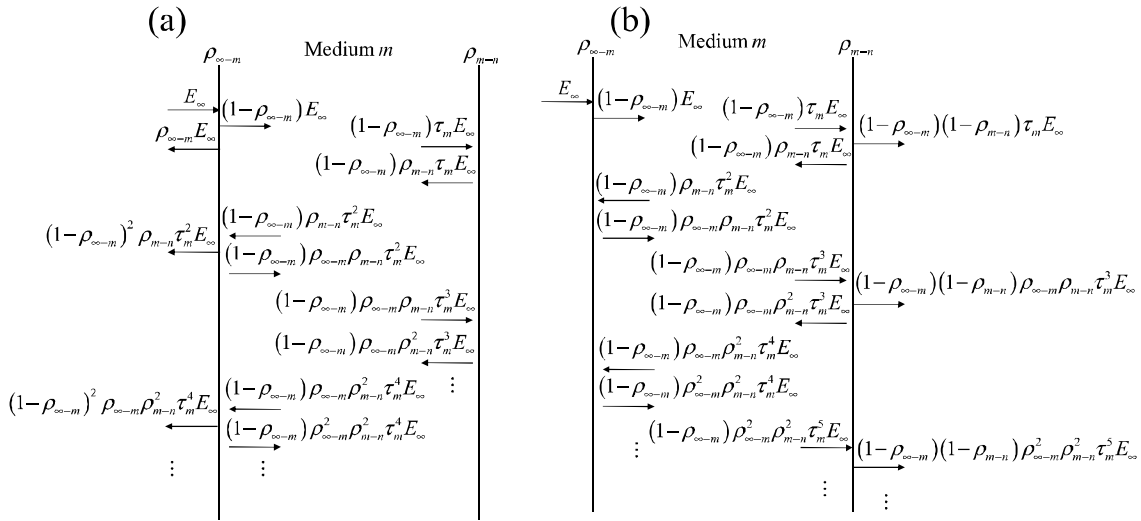 (a)
ρ∞−m
Medium m
ρm−n
E∞
(1−ρ∞−m)E∞
ρ∞−mE∞
(1−ρ∞−m)τmE∞
(1−ρ∞−m)ρm−nτmE∞
(1−ρ∞−m)ρm−nτm²E∞
(1−ρ∞−m)²ρm−nτm²E∞
(1−ρ∞−m)ρ∞−mρm−nτm²E∞
(1−ρ∞−m)ρ∞−mρm−nτm³E∞
(1−ρ∞−m)ρ∞−mρ²m−nτm³E∞
⋮
(1−ρ∞−m)ρ∞−mρ²m−nτm⁴E∞
(1−ρ∞−m)²ρ∞−mρ²m−nτm⁴E∞
(1−ρ∞−m)ρ²∞−mρ²m−nτm⁴E∞
⋮ ⋮
(b)
ρ∞−m
Medium m
ρm−n
E∞
(1−ρ∞−m)E∞
(1−ρ∞−m)τmE∞
(1−ρ∞−m)(1−ρm−n)τmE∞
(1−ρ∞−m)ρm−nτmE∞
(1−ρ∞−m)ρm−nτm²E∞
(1−ρ∞−m)ρ∞−mρm−nτm²E∞
(1−ρ∞−m)ρ∞−mρm−nτm³E∞
(1−ρ∞−m)(1−ρm−n)ρ∞−mρm−nτm³E∞
(1−ρ∞−m)ρ∞−mρ²m−nτm³E∞
(1−ρ∞−m)ρ∞−mρ²m−nτm⁴E∞
(1−ρ∞−m)ρ²∞−mρ²m−nτm⁴E∞
⋮
(1−ρ∞−m)ρ²∞−mρ²m−nτm⁵E∞
(1−ρ∞−m)(1−ρm−n)ρ²∞−mρ²m−nτm⁵E∞
⋮ ⋮